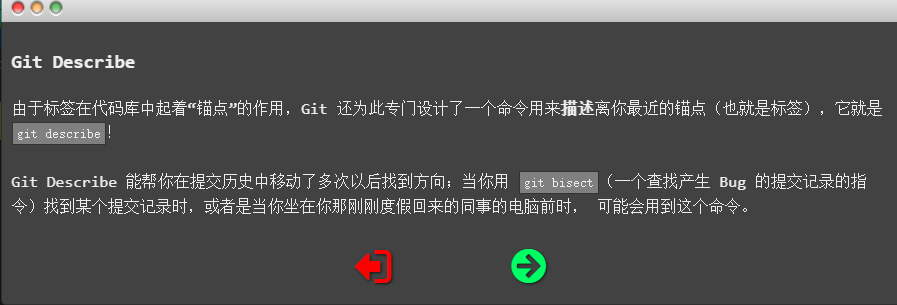 Git Describe
由于标签在代码库中起着“锚点”的作用，Git 还为此专门设计了一个命令用来描述离你最近的锚点（也就是标签），它就是
git describe！
Git Describe 能帮你在提交历史中移动了多次以后找到方向；当你用 git bisect（一个查找产生 Bug 的提交记录的指
令）找到某个提交记录时，或者是当你坐在你那刚刚度假回来的同事的电脑前时， 可能会用到这个命令。